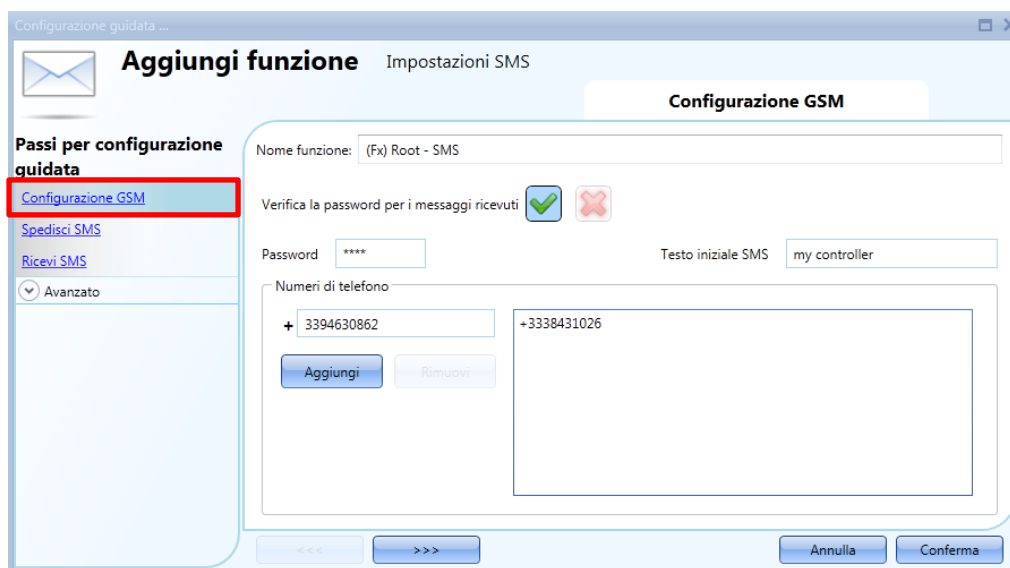 Configurazione guidata ...
Aggiungi funzione Impostazioni SMS
Configurazione GSM
Passi per configurazione
guidata
Configurazione GSM
Spedisci SMS
Ricevi SMS
Avanzato
Nome funzione: (Fx) Root - SMS
Verifica la password per i messaggi ricevuti
Password **** Testo iniziale SMS my controller
Numeri di telefono
+ 3394630862 +3338431026
Aggiungi Rimuovi
<<< >>> Annulla Conferma